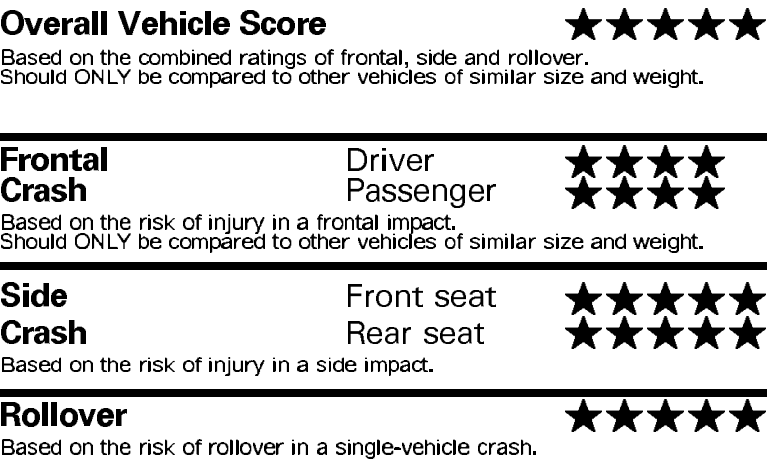 Overall Vehicle Score ★★★★★
Based on the combined ratings of frontal, side and rollover.
Should ONLY be compared to other vehicles of similar size and weight.
Frontal Driver ★★★★
Crash Passenger ★★★★
Based on the risk of injury in a frontal impact.
Should ONLY be compared to other vehicles of similar size and weight.
Side Front seat ★★★★★
Crash Rear seat ★★★★★
Based on the risk of injury in a side impact.
Rollover ★★★★★
Based on the risk of rollover in a single-vehicle crash.